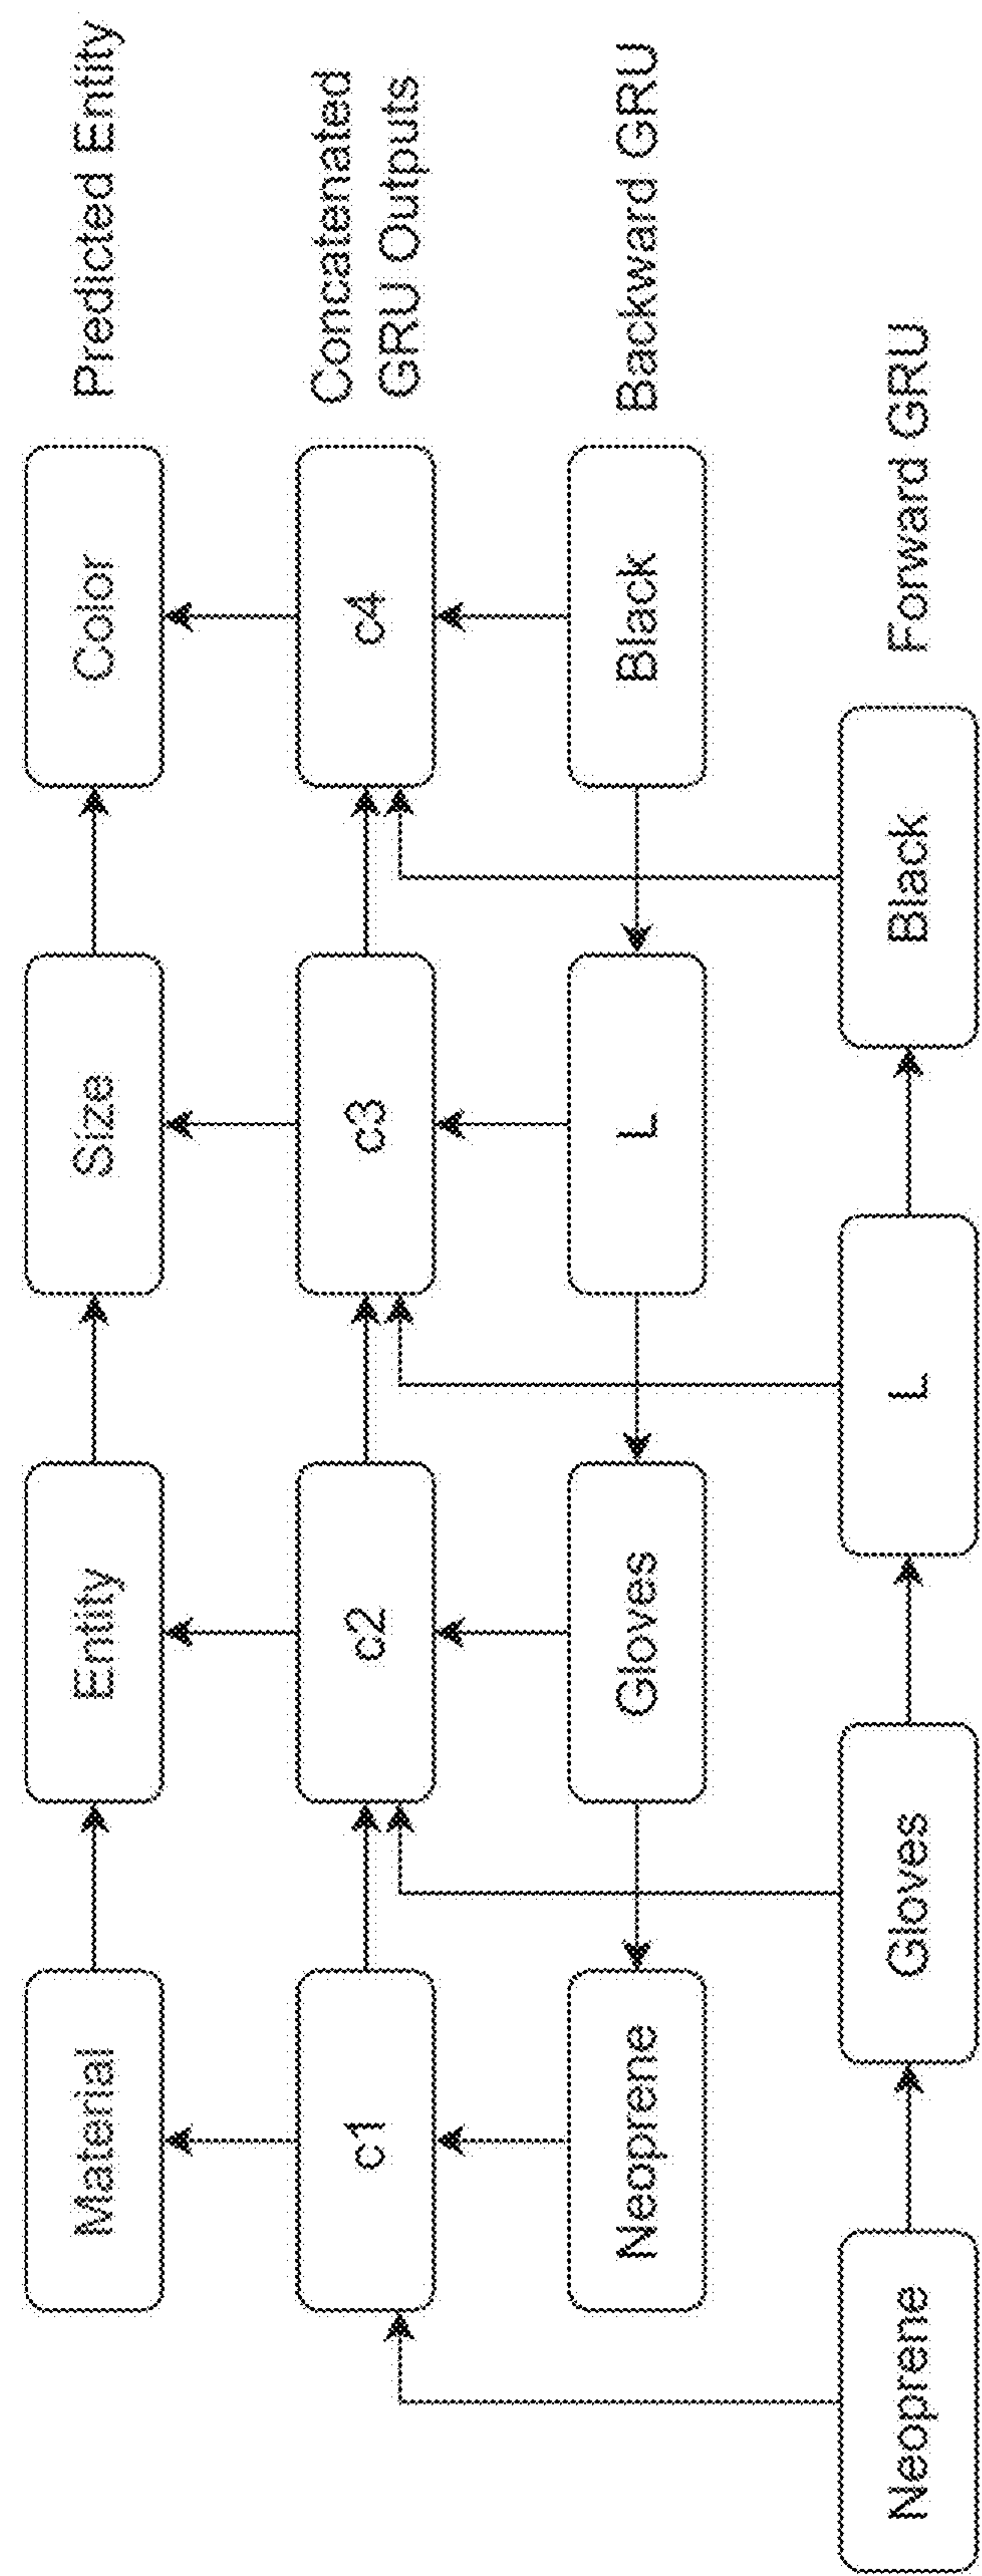 Material
Entity
Size
Color
Predicted Entity
c1
c2
c3
c4
Concatenated
GRU Outputs
Neoprene
Gloves
L
Black
Backward GRU
Neoprene
Gloves
L
Black
Forward GRU